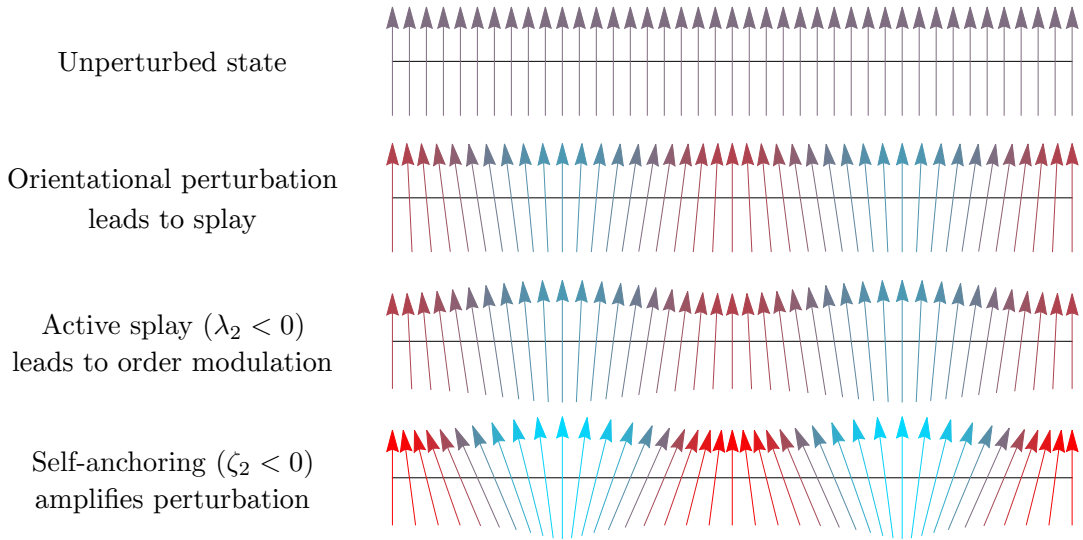 Unperturbed state
Orientational perturbation
leads to splay
Active splay (λ₂ < 0)
leads to order modulation
Self-anchoring (ζ₂ < 0)
amplifies perturbation